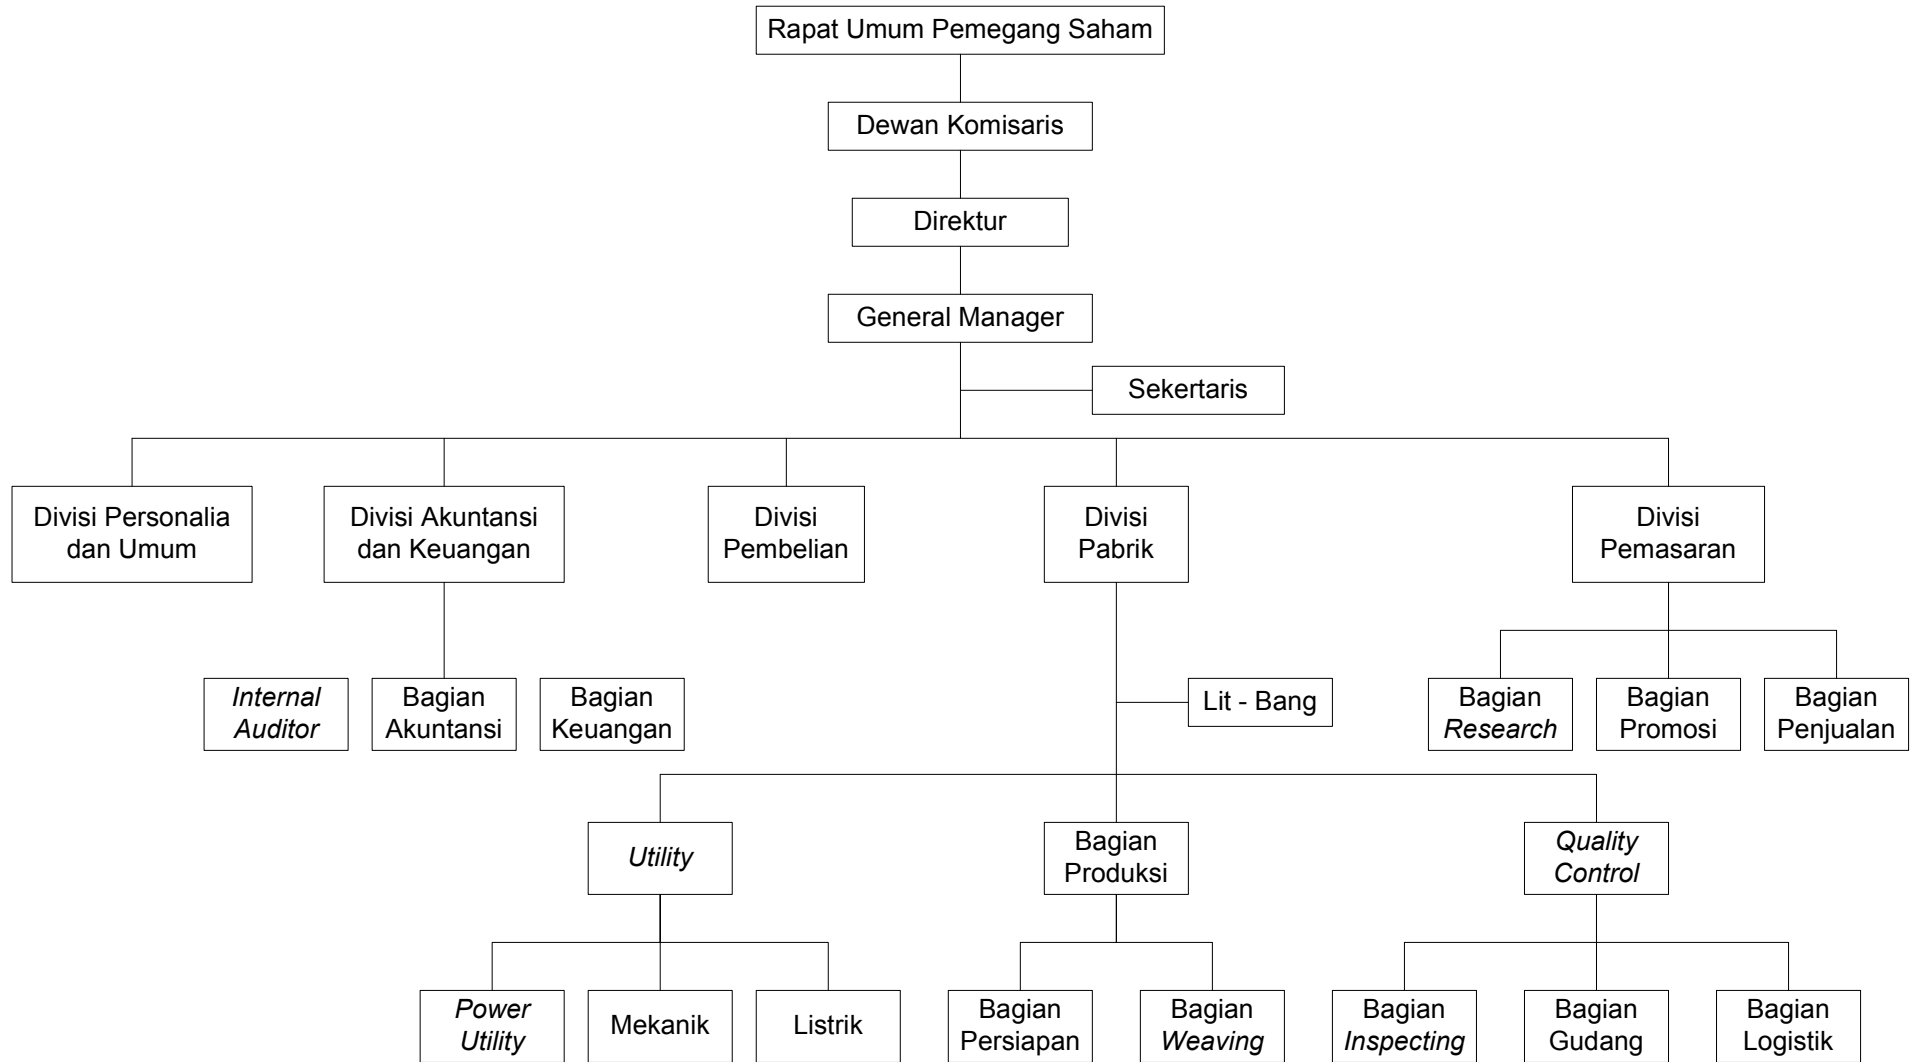 Rapat Umum Pemegang Saham
Dewan Komisaris
Direktur
General Manager
Sekertaris
Divisi Personalia
dan Umum
Divisi Akuntansi
dan Keuangan
Divisi
Pembelian
Divisi
Pabrik
Divisi
Pemasaran
Internal
Auditor
Bagian
Akuntansi
Bagian
Keuangan
Lit - Bang
Bagian
Research
Bagian
Promosi
Bagian
Penjualan
Utility
Bagian
Produksi
Quality
Control
Power
Utility
Mekanik
Listrik
Bagian
Persiapan
Bagian
Weaving
Bagian
Inspecting
Bagian
Gudang
Bagian
Logistik